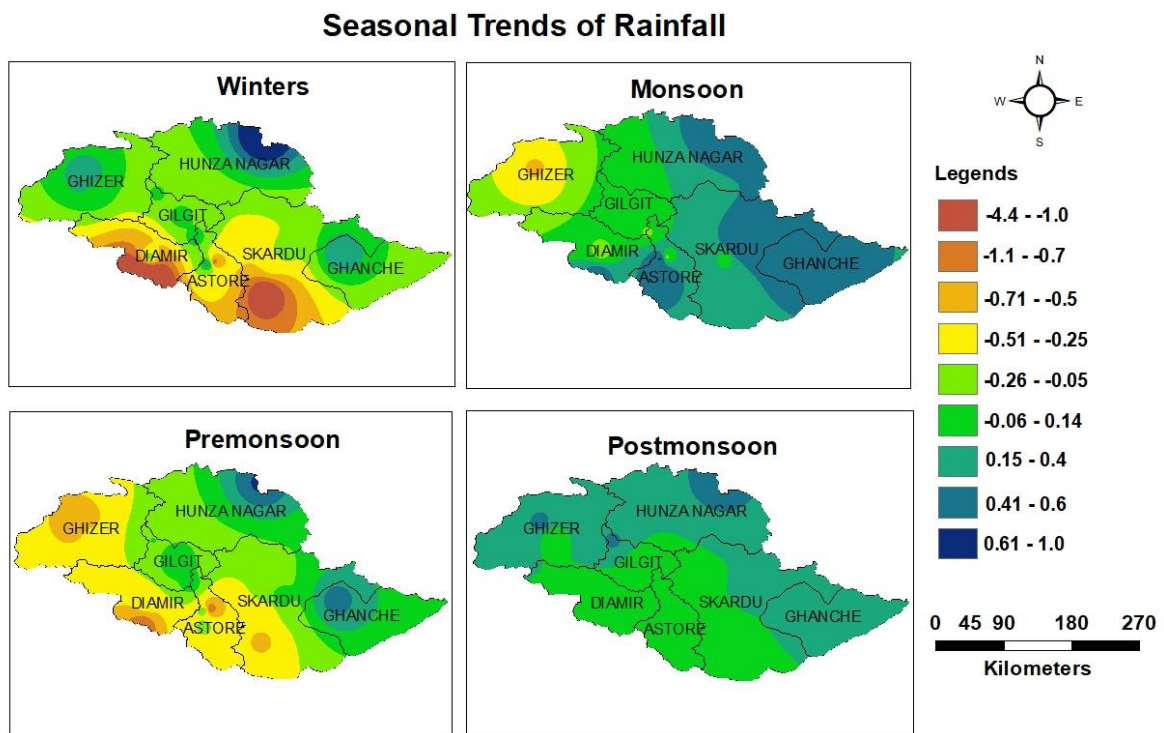 Seasonal Trends of Rainfall
Winters
HUNZA NAGAR
GHIZER
GILGIT
DIAMIR
SKARDU
GHANCHE
ASTORE
Monsoon
HUNZA NAGAR
GHIZER
GILGIT
DIAMIR
SKARDU
GHANCHE
ASTORE
Premonsoon
HUNZA NAGAR
GHIZER
GILGIT
DIAMIR
SKARDU
GHANCHE
ASTORE
Postmonsoon
HUNZA NAGAR
GHIZER
GILGIT
DIAMIR
SKARDU
GHANCHE
ASTORE
N
W E
S
Legends
-4.4 - -1.0
-1.1 - -0.7
-0.71 - -0.5
-0.51 - -0.25
-0.26 - -0.05
-0.06 - 0.14
0.15 - 0.4
0.41 - 0.6
0.61 - 1.0
0 45 90 180 270
Kilometers